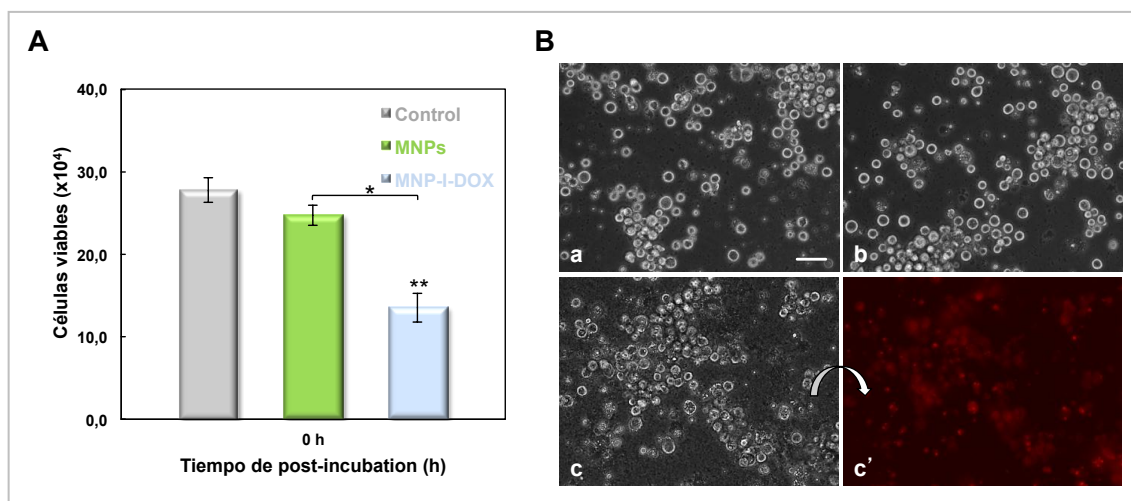 A
B
40,0
30,0
20,0
10,0
0,0
Células viables (x10⁴)
Control
MNPs
MNP-I-DOX
*
**
0 h
Tiempo de post-incubation (h)
a
b
c
c’